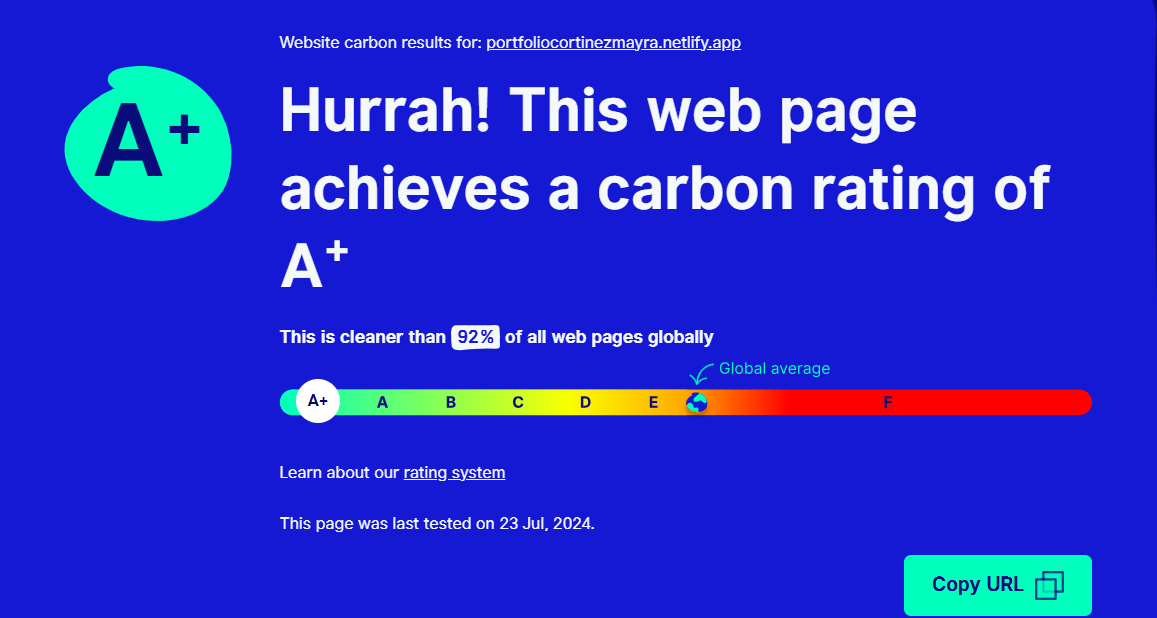 Website carbon results for: portfoliocortinezmayra.netlify.app
A+
Hurrah! This web page
achieves a carbon rating of
A+
This is cleaner than 92% of all web pages globally
Global average
A+ A B C D E F
Learn about our rating system
This page was last tested on 23 Jul, 2024.
Copy URL